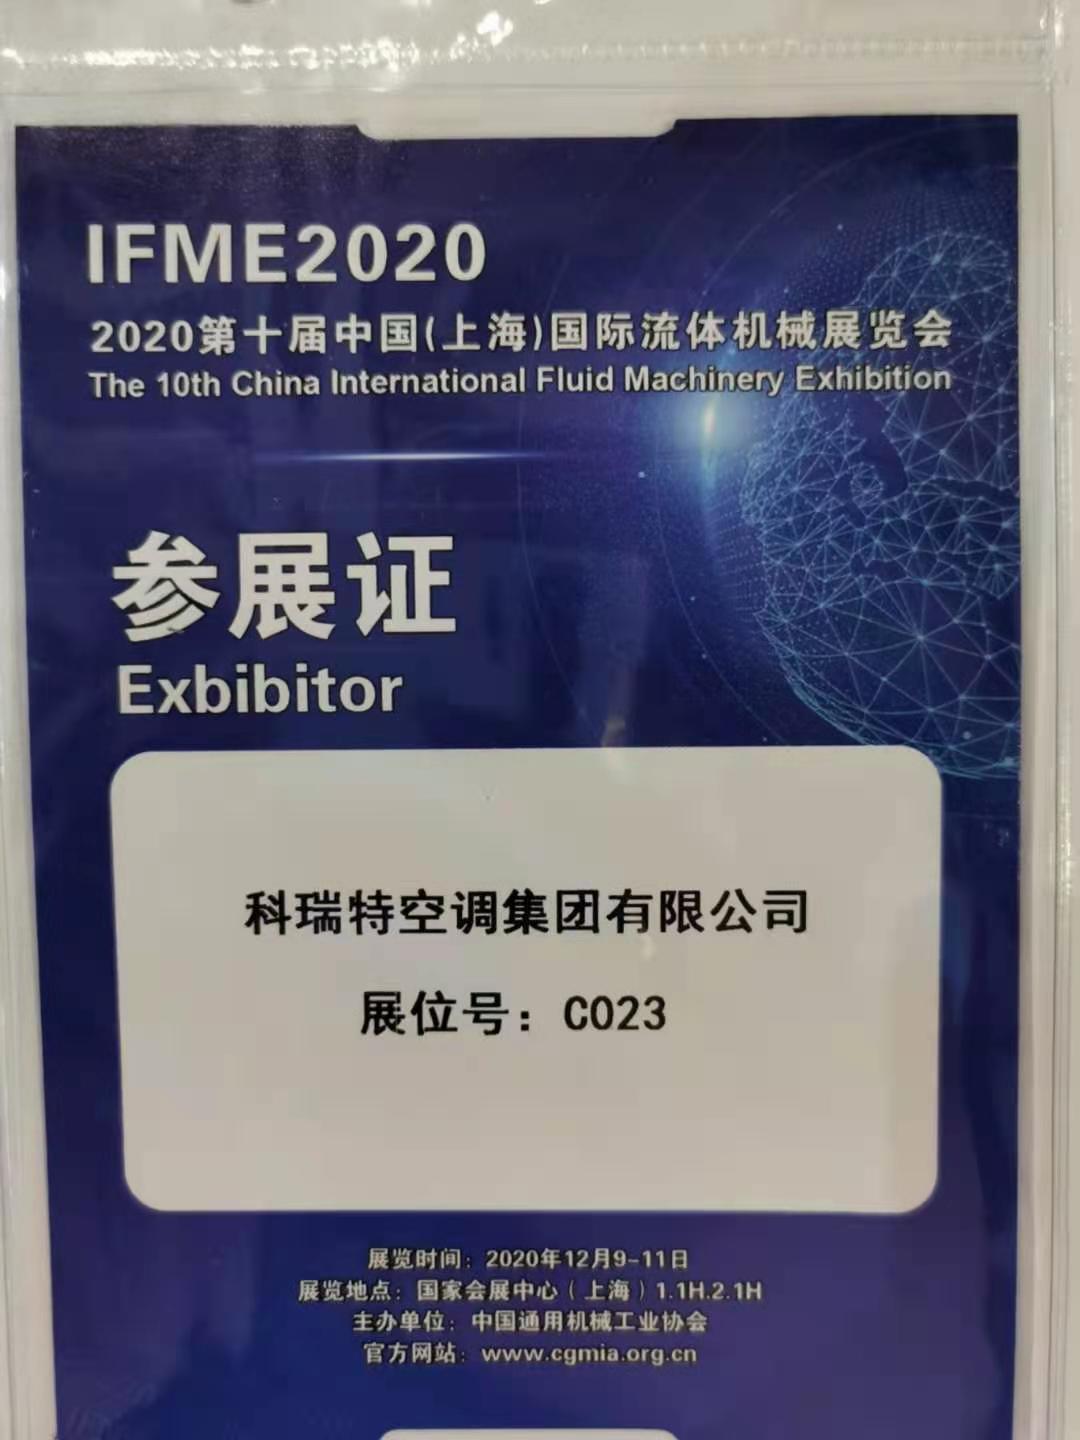 IFME2020
2020第十届中国(上海)国际流体机械展览会
The 10th China International Fluid Machinery Exhibition
参展证
Exbibitor
科瑞特空调集团有限公司
展位号：C023
展览时间：2020年12月9-11日
展览地点：国家会展中心（上海）1.1H.2.1H
主办单位：中国通用机械工业协会
官方网站：www.cgmia.org.cn